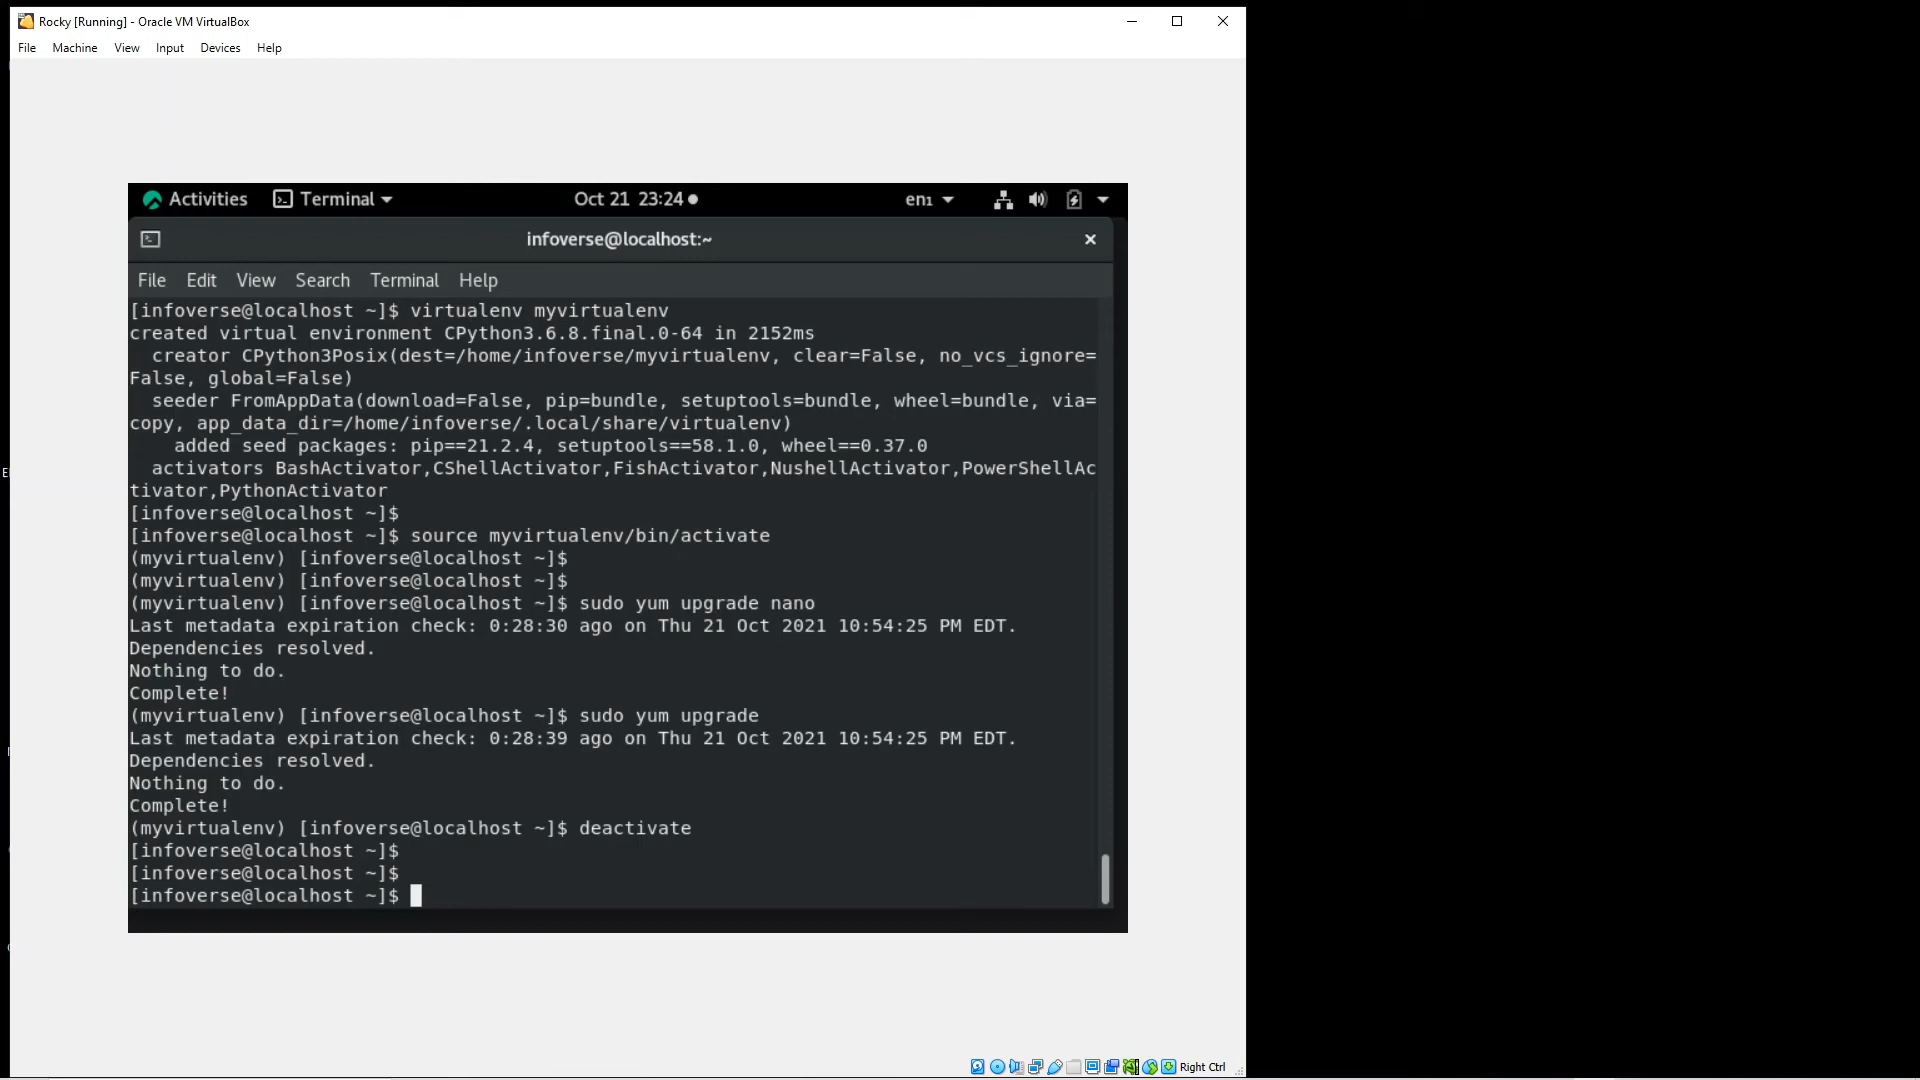 Rocky [Running] - Oracle VM VirtualBox
File Machine View Input Devices Help
Activities Terminal Oct 21 23:24 en₁
infoverse@localhost:~
File Edit View Search Terminal Help
[infoverse@localhost ~]$ virtualenv myvirtualenv
created virtual environment CPython3.6.8.final.0-64 in 2152ms
  creator CPython3Posix(dest=/home/infoverse/myvirtualenv, clear=False, no_vcs_ignore=
False, global=False)
  seeder FromAppData(download=False, pip=bundle, setuptools=bundle, wheel=bundle, via=
copy, app_data_dir=/home/infoverse/.local/share/virtualenv)
    added seed packages: pip==21.2.4, setuptools==58.1.0, wheel==0.37.0
  activators BashActivator,CShellActivator,FishActivator,NushellActivator,PowerShellAc
tivator,PythonActivator
[infoverse@localhost ~]$
[infoverse@localhost ~]$ source myvirtualenv/bin/activate
(myvirtualenv) [infoverse@localhost ~]$
(myvirtualenv) [infoverse@localhost ~]$
(myvirtualenv) [infoverse@localhost ~]$ sudo yum upgrade nano
Last metadata expiration check: 0:28:30 ago on Thu 21 Oct 2021 10:54:25 PM EDT.
Dependencies resolved.
Nothing to do.
Complete!
(myvirtualenv) [infoverse@localhost ~]$ sudo yum upgrade
Last metadata expiration check: 0:28:39 ago on Thu 21 Oct 2021 10:54:25 PM EDT.
Dependencies resolved.
Nothing to do.
Complete!
(myvirtualenv) [infoverse@localhost ~]$ deactivate
[infoverse@localhost ~]$
[infoverse@localhost ~]$
[infoverse@localhost ~]$
Right Ctrl